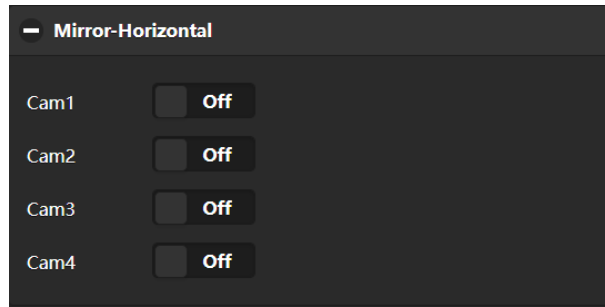 Mirror-Horizontal
Cam1 Off
Cam2 Off
Cam3 Off
Cam4 Off